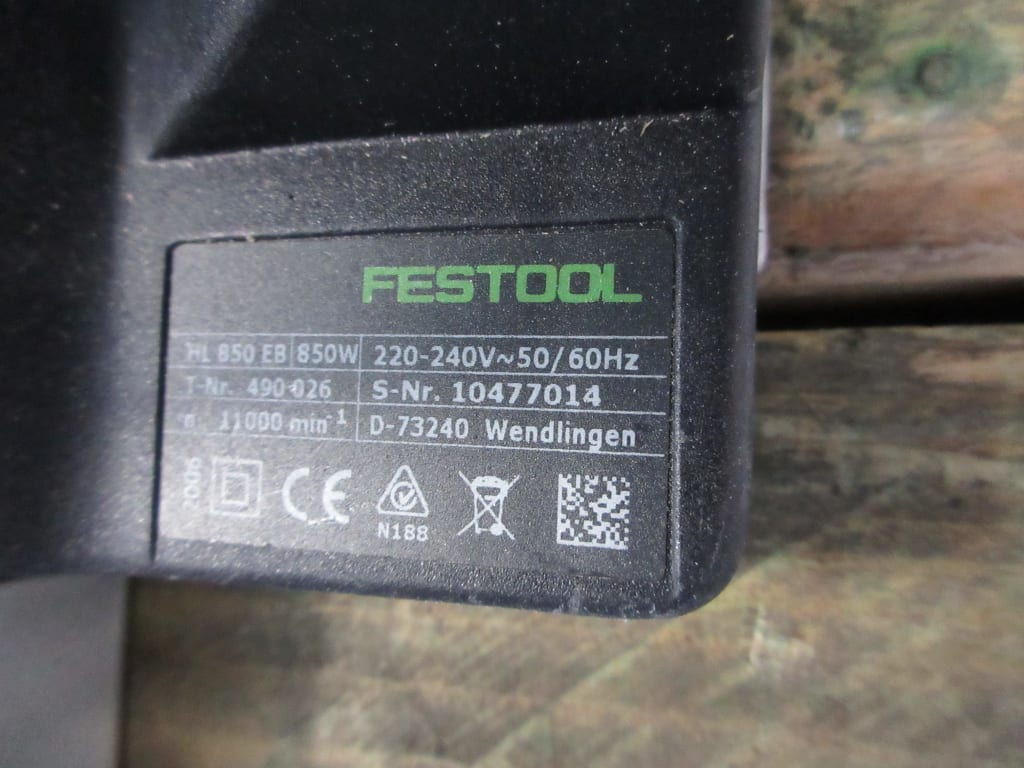 FESTOOL
HL 850 EB 850W 220-240V~50/60Hz
T-Nr. 490 026 S-Nr. 10477014
11000 min⁻¹ D-73240 Wendlingen
CE
N188